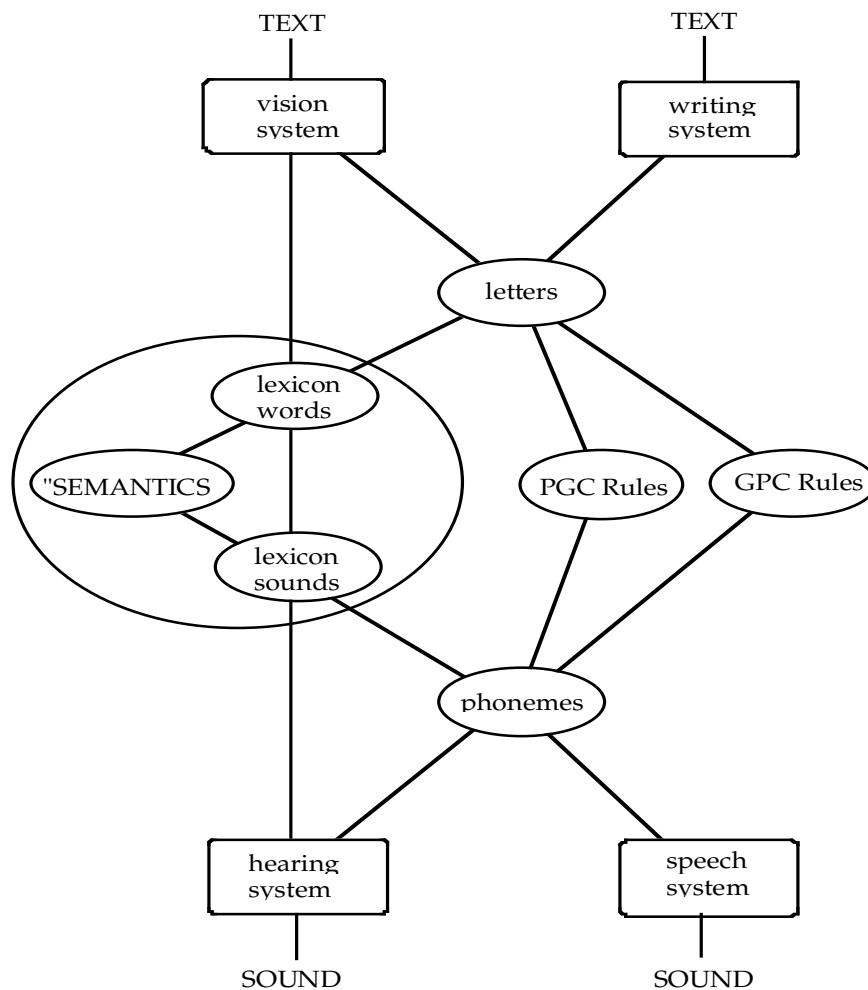 TEXT
TEXT
vision
system
writing
system
letters
lexicon
words
"SEMANTICS
PGC Rules
GPC Rules
lexicon
sounds
phonemes
hearing
system
speech
system
SOUND
SOUND